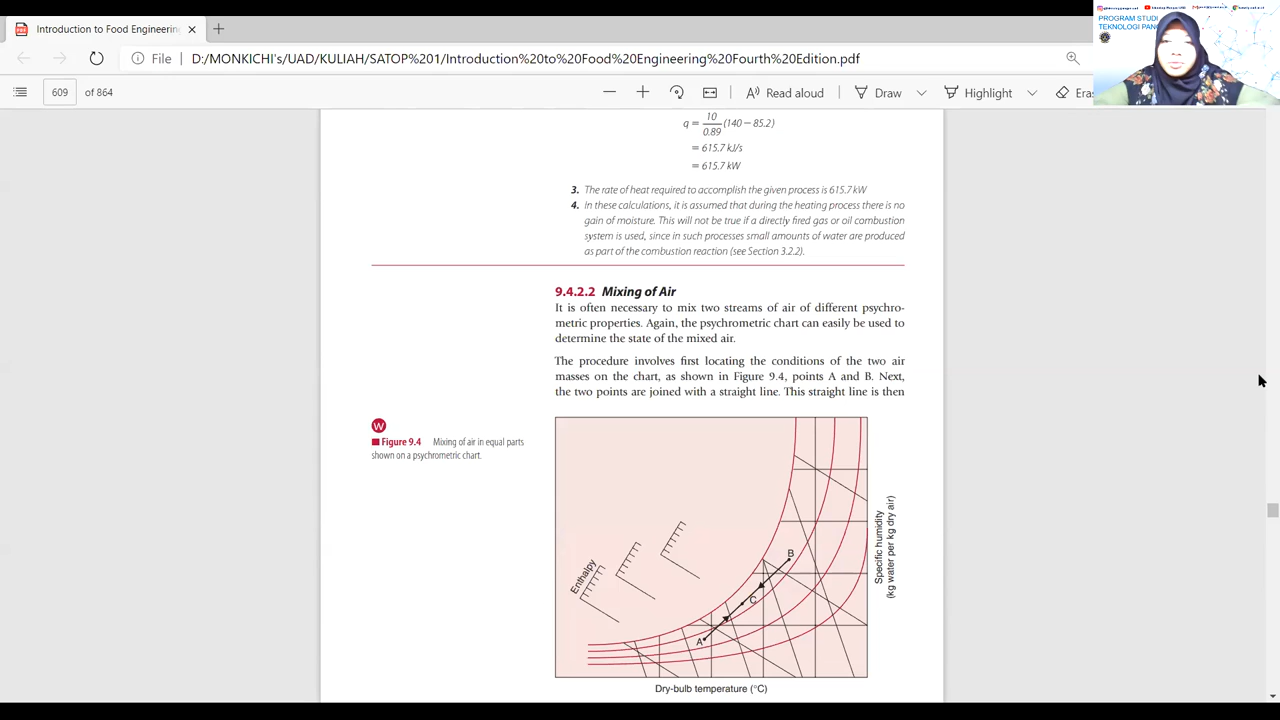 Introduction to Food Engineering
File D:/MONKICHI's/UAD/KULIAH/SATOP%201/Introduction%20to%20Food%20Engineering%20Fourth%20Edition.pdf
609 of 864
Read aloud
Draw
Highlight
Eras
PROGRAM STUDI
TEKNOLOGI PANG
q = 10/0.89 (140 − 85.2)
= 615.7 kJ/s
= 615.7 kW
3. The rate of heat required to accomplish the given process is 615.7 kW
4. In these calculations, it is assumed that during the heating process there is no
gain of moisture. This will not be true if a directly fired gas or oil combustion
system is used, since in such processes small amounts of water are produced
as part of the combustion reaction (see Section 3.2.2).
9.4.2.2 Mixing of Air
It is often necessary to mix two streams of air of different psychro-
metric properties. Again, the psychrometric chart can easily be used to
determine the state of the mixed air.
The procedure involves first locating the conditions of the two air
masses on the chart, as shown in Figure 9.4, points A and B. Next,
the two points are joined with a straight line. This straight line is then
W
Figure 9.4 Mixing of air in equal parts
shown on a psychrometric chart.
Enthalpy
A
C
B
Specific humidity
(kg water per kg dry air)
Dry-bulb temperature (°C)